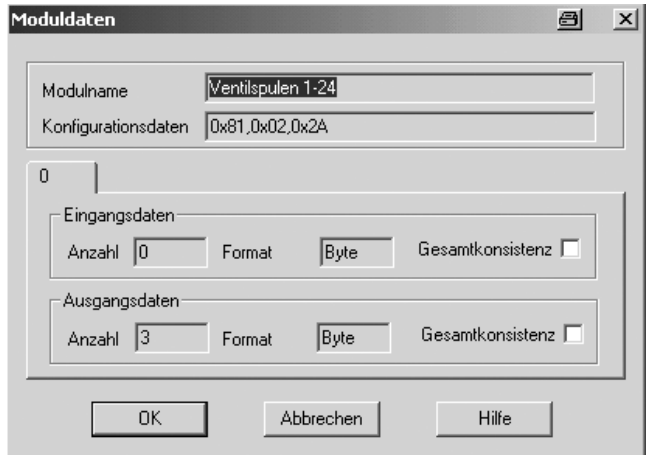 Moduldaten
Modulname Ventilspulen 1-24
Konfigurationsdaten 0x81,0x02,0x2A
0
Eingangsdaten
Anzahl 0 Format Byte Gesamtkonsistenz
Ausgangsdaten
Anzahl 3 Format Byte Gesamtkonsistenz
OK Abbrechen Hilfe